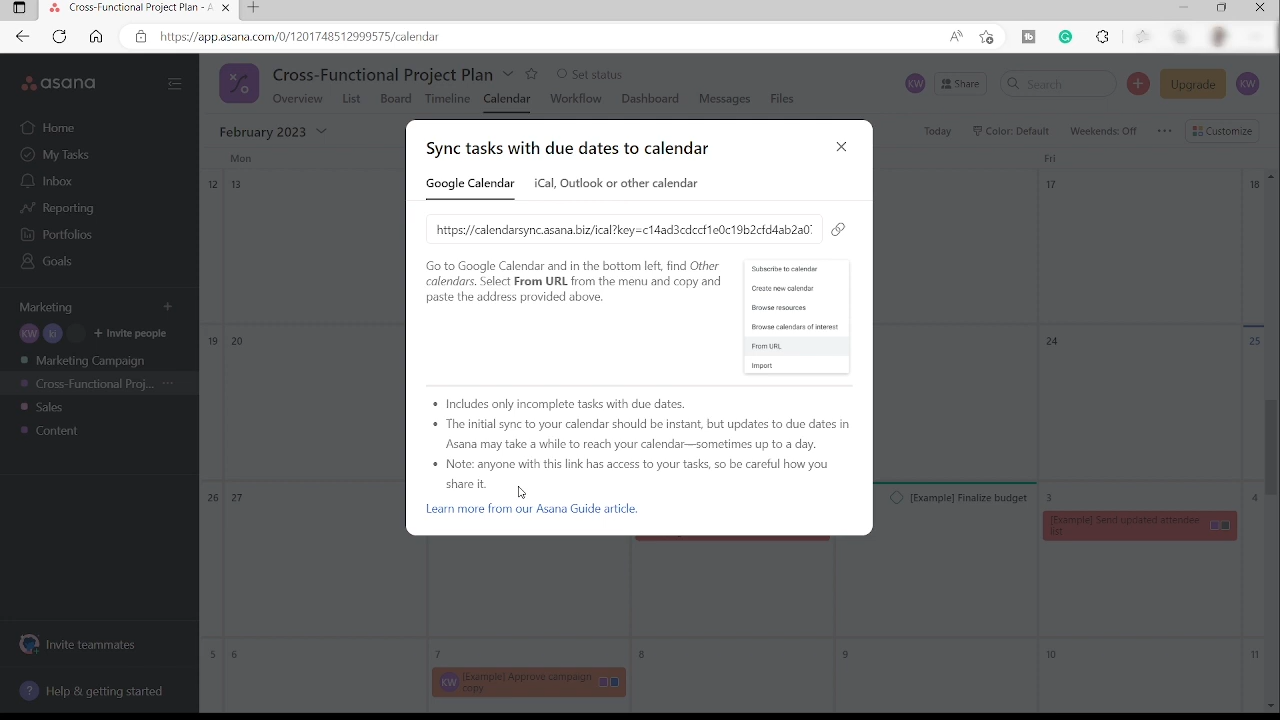 Cross-Functional Project Plan - A
https://app.asana.com/0/1201748512999575/calendar
asana
Home
My Tasks
Inbox
Reporting
Portfolios
Goals
Marketing
KW
Invite people
Marketing Campaign
Cross-Functional Proj...
Sales
Content
Invite teammates
? Help & getting started
Cross-Functional Project Plan
Set status
KW
Share
Search
Upgrade
KW
Overview
List
Board
Timeline
Calendar
Workflow
Dashboard
Messages
Files
February 2023
Today
Color: Default
Weekends: Off
Customize
Mon
Fri
12
13
17
18
19
20
24
25
26
27
[Example] Finalize budget
3
4
[Example] Send updated attendee
list
5
6
7
8
9
10
11
KW
[Example] Approve campaign
copy
Sync tasks with due dates to calendar
Google Calendar
iCal, Outlook or other calendar
https://calendarsync.asana.biz/ical?key=c14ad3cdccf1e0c19b2cfd4ab2a0
Go to Google Calendar and in the bottom left, find Other
calendars. Select From URL from the menu and copy and
paste the address provided above.
Subscribe to calendar
Create new calendar
Browse resources
Browse calendars of interest
From URL
Import
• Includes only incomplete tasks with due dates.
• The initial sync to your calendar should be instant, but updates to due dates in
Asana may take a while to reach your calendar—sometimes up to a day.
• Note: anyone with this link has access to your tasks, so be careful how you
share it.
Learn more from our Asana Guide article.